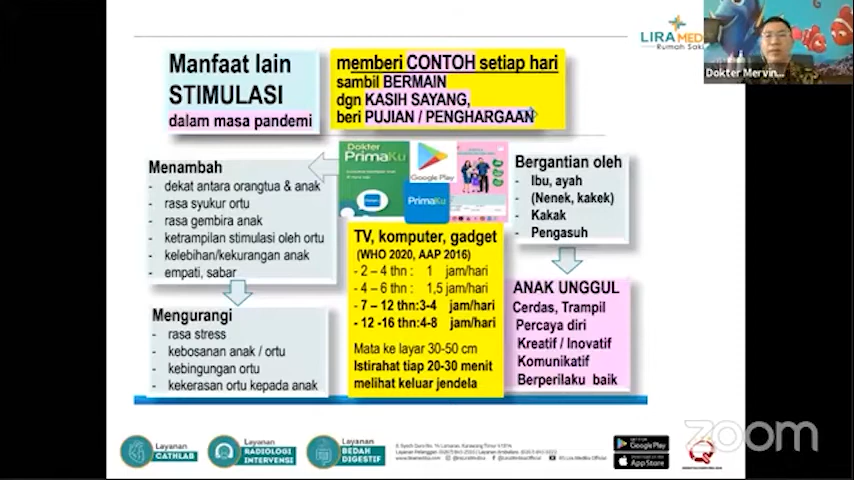 LIRA MED
Rumah Saki
Dokter Mervin...
Manfaat lain
STIMULASI
dalam masa pandemi
memberi CONTOH setiap hari
sambil BERMAIN
dgn KASIH SAYANG,
beri PUJIAN / PENGHARGAAN
Menambah
- dekat antara orangtua & anak
- rasa syukur ortu
- rasa gembira anak
- ketrampilan stimulasi oleh ortu
- kelebihan/kekurangan anak
- empati, sabar
Mengurangi
- rasa stress
- kebosanan anak / ortu
- kebingungan ortu
- kekerasan ortu kepada anak
Dokter
PrimaKu
Google Play
PrimaKu
TV, komputer, gadget
(WHO 2020, AAP 2016)
- 2 – 4 thn : 1 jam/hari
- 4 – 6 thn : 1,5 jam/hari
- 7 – 12 thn:3-4 jam/hari
- 12 -16 thn:4-8 jam/hari
Mata ke layar 30-50 cm
Istirahat tiap 20-30 menit
melihat keluar jendela
Bergantian oleh
- Ibu, ayah
- (Nenek, kakek)
- Kakak
- Pengasuh
ANAK UNGGUL
Cerdas, Trampil
Percaya diri
Kreatif / Inovatif
Komunikatif
Berperilaku baik
Layanan
CATHLAB
Layanan
RADIOLOGI
INTERVENSI
Layanan
BEDAH
DIGESTIF
Google Play
App Store
zoom